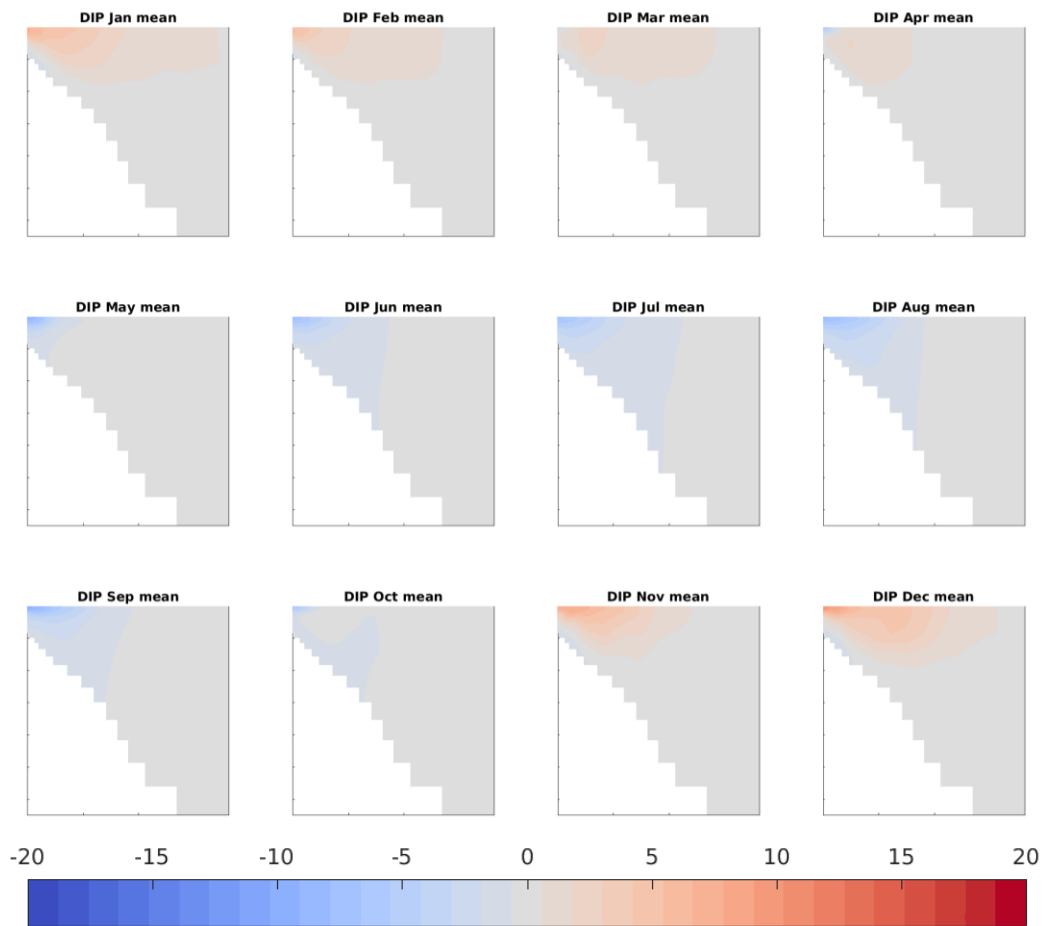 DIP Jan mean DIP Feb mean DIP Mar mean DIP Apr mean
DIP May mean DIP Jun mean DIP Jul mean DIP Aug mean
DIP Sep mean DIP Oct mean DIP Nov mean DIP Dec mean
-20 -15 -10 -5 0 5 10 15 20